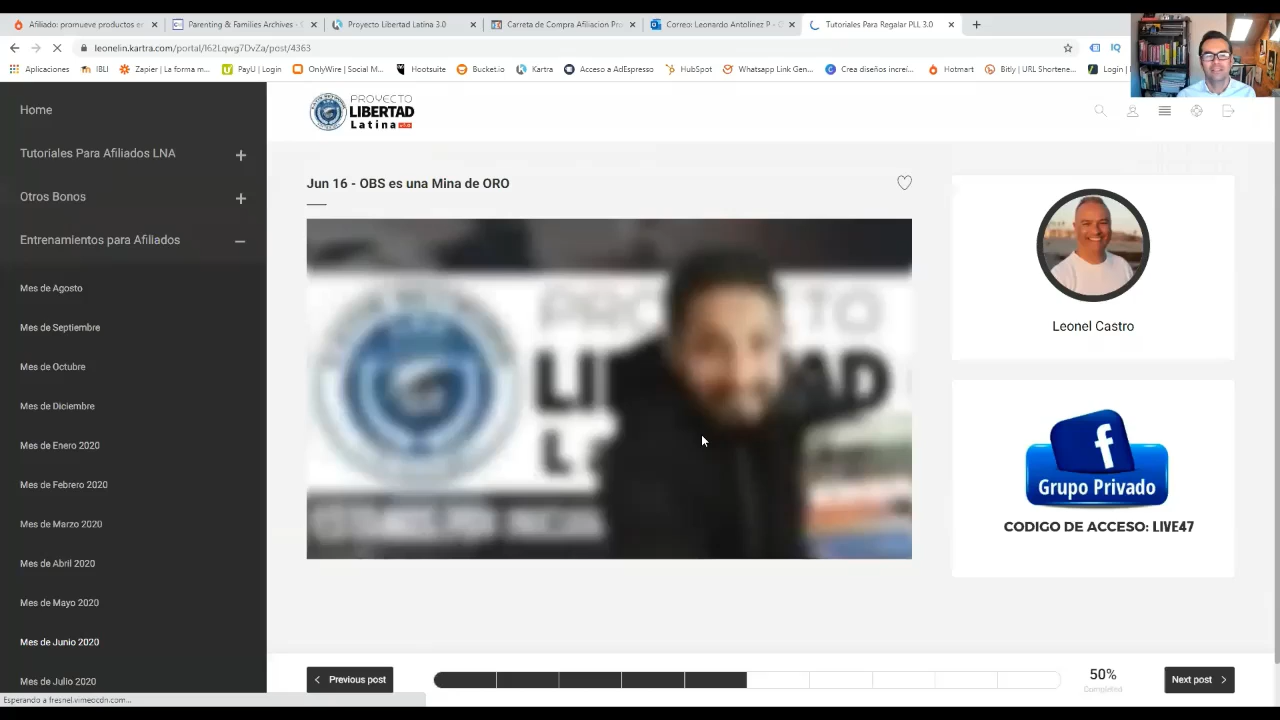 Afiliado: promueve productos en
Parenting & Families Archives - C
Proyecto Libertad Latina 3.0
Carreta de Compra Afiliacion Pro
Correo: Leonardo Antolínez P - O
Tutoriales Para Regalar PLL 3.0
leonelin.kartra.com/portal/l62Lqwg7DvZa/post/4363
Aplicaciones
IBLI
Zapier | La forma m...
PayU | Login
OnlyWire | Social M...
Hootsuite
Bucket.io
Kartra
Acceso a AdEspresso
HubSpot
Whatsapp Link Gen...
Crea diseños increí...
Hotmart
Bitly | URL Shortene...
Login |
Home
Tutoriales Para Afiliados LNA
Otros Bonos
Entrenamientos para Afiliados
Mes de Agosto
Mes de Septiembre
Mes de Octubre
Mes de Diciembre
Mes de Enero 2020
Mes de Febrero 2020
Mes de Marzo 2020
Mes de Abril 2020
Mes de Mayo 2020
Mes de Junio 2020
Mes de Julio 2020
Esperando a fresnel.vimeocdn.com...
PROYECTO
LIBERTAD
Latina
Jun 16 - OBS es una Mina de ORO
Leonel Castro
Grupo Privado
CODIGO DE ACCESO: LIVE47
Previous post
50%
Completed
Next post